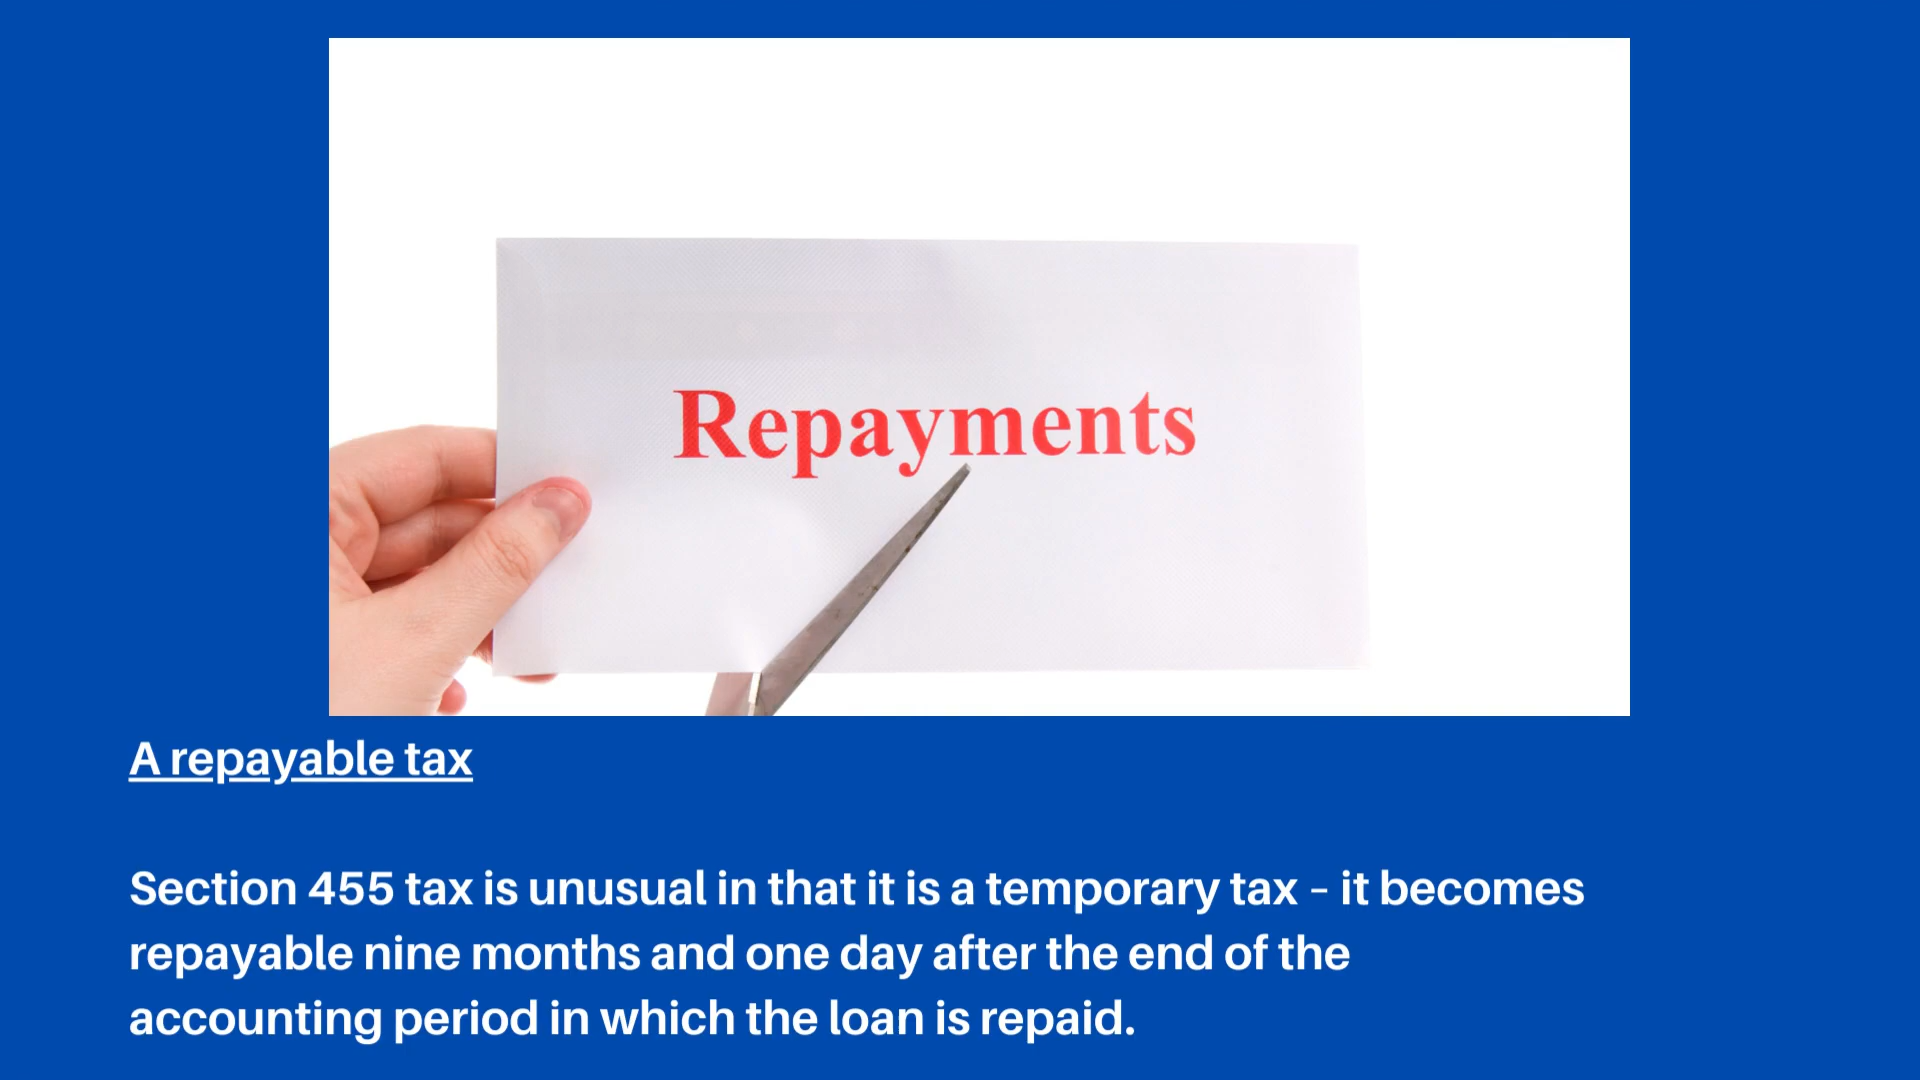 Repayments
A repayable tax
Section 455 tax is unusual in that it is a temporary tax – it becomes
repayable nine months and one day after the end of the
accounting period in which the loan is repaid.